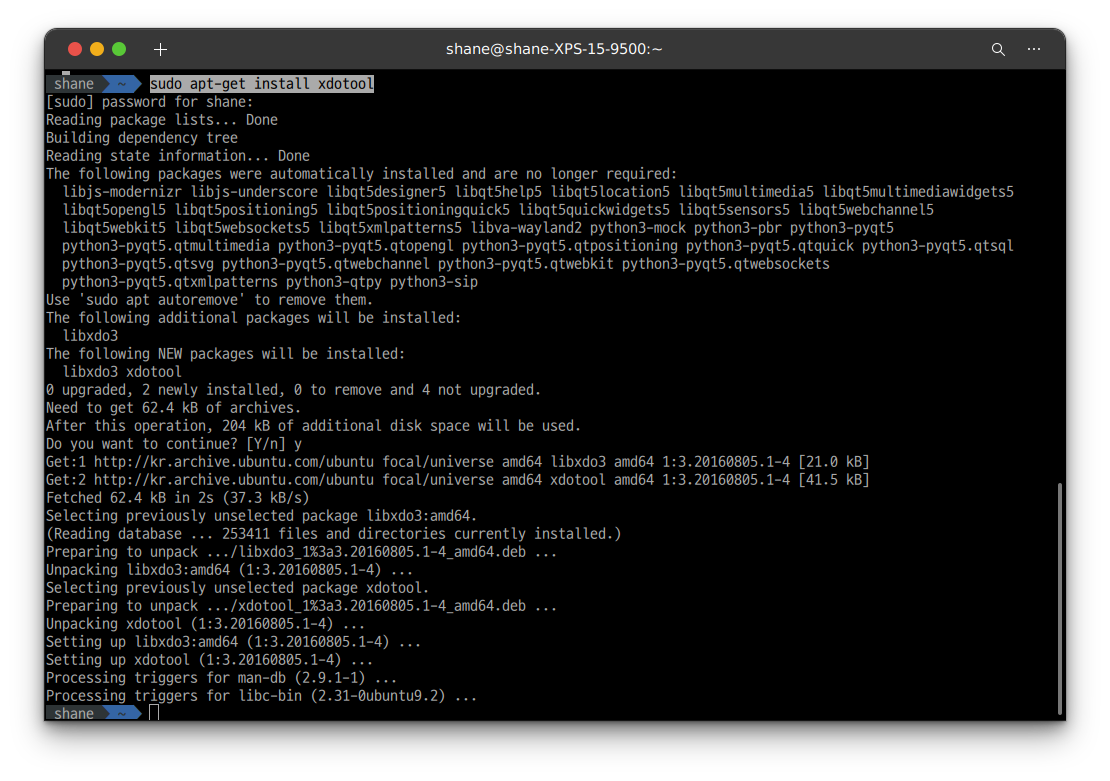 shane@shane-XPS-15-9500:~
shane ~ sudo apt-get install xdotool
[sudo] password for shane:
Reading package lists... Done
Building dependency tree
Reading state information... Done
The following packages were automatically installed and are no longer required:
  libjs-modernizr libjs-underscore libqt5designer5 libqt5help5 libqt5location5 libqt5multimedia5 libqt5multimediawidgets5
  libqt5opengl5 libqt5positioning5 libqt5positioningquick5 libqt5quickwidgets5 libqt5sensors5 libqt5webchannel5
  libqt5webkit5 libqt5websockets5 libqt5xmlpatterns5 libva-wayland2 python3-mock python3-pbr python3-pyqt5
  python3-pyqt5.qtmultimedia python3-pyqt5.qtopengl python3-pyqt5.qtpositioning python3-pyqt5.qtquick python3-pyqt5.qtsql
  python3-pyqt5.qtsvg python3-pyqt5.qtwebchannel python3-pyqt5.qtwebkit python3-pyqt5.qtwebsockets
  python3-pyqt5.qtxmlpatterns python3-qtpy python3-sip
Use 'sudo apt autoremove' to remove them.
The following additional packages will be installed:
  libxdo3
The following NEW packages will be installed:
  libxdo3 xdotool
0 upgraded, 2 newly installed, 0 to remove and 4 not upgraded.
Need to get 62.4 kB of archives.
After this operation, 204 kB of additional disk space will be used.
Do you want to continue? [Y/n] y
Get:1 http://kr.archive.ubuntu.com/ubuntu focal/universe amd64 libxdo3 amd64 1:3.20160805.1-4 [21.0 kB]
Get:2 http://kr.archive.ubuntu.com/ubuntu focal/universe amd64 xdotool amd64 1:3.20160805.1-4 [41.5 kB]
Fetched 62.4 kB in 2s (37.3 kB/s)
Selecting previously unselected package libxdo3:amd64.
(Reading database ... 253411 files and directories currently installed.)
Preparing to unpack .../libxdo3_1%3a3.20160805.1-4_amd64.deb ...
Unpacking libxdo3:amd64 (1:3.20160805.1-4) ...
Selecting previously unselected package xdotool.
Preparing to unpack .../xdotool_1%3a3.20160805.1-4_amd64.deb ...
Unpacking xdotool (1:3.20160805.1-4) ...
Setting up libxdo3:amd64 (1:3.20160805.1-4) ...
Setting up xdotool (1:3.20160805.1-4) ...
Processing triggers for man-db (2.9.1-1) ...
Processing triggers for libc-bin (2.31-0ubuntu9.2) ...
shane ~